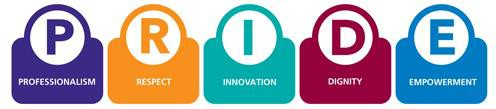 P R I D E
PROFESSIONALISM RESPECT INNOVATION DIGNITY EMPOWERMENT